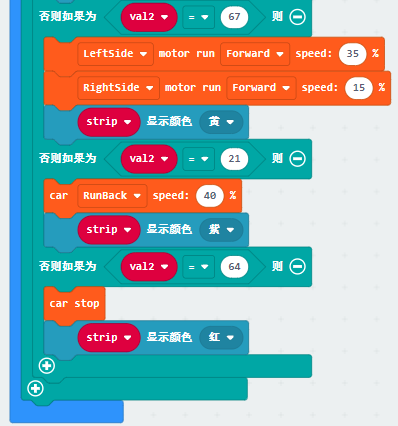 否则如果为 val2 = 67 则
LeftSide motor run Forward speed: 35 %
RightSide motor run Forward speed: 15 %
strip 显示颜色 黄
否则如果为 val2 = 21 则
car RunBack speed: 40 %
strip 显示颜色 紫
否则如果为 val2 = 64 则
car stop
strip 显示颜色 红